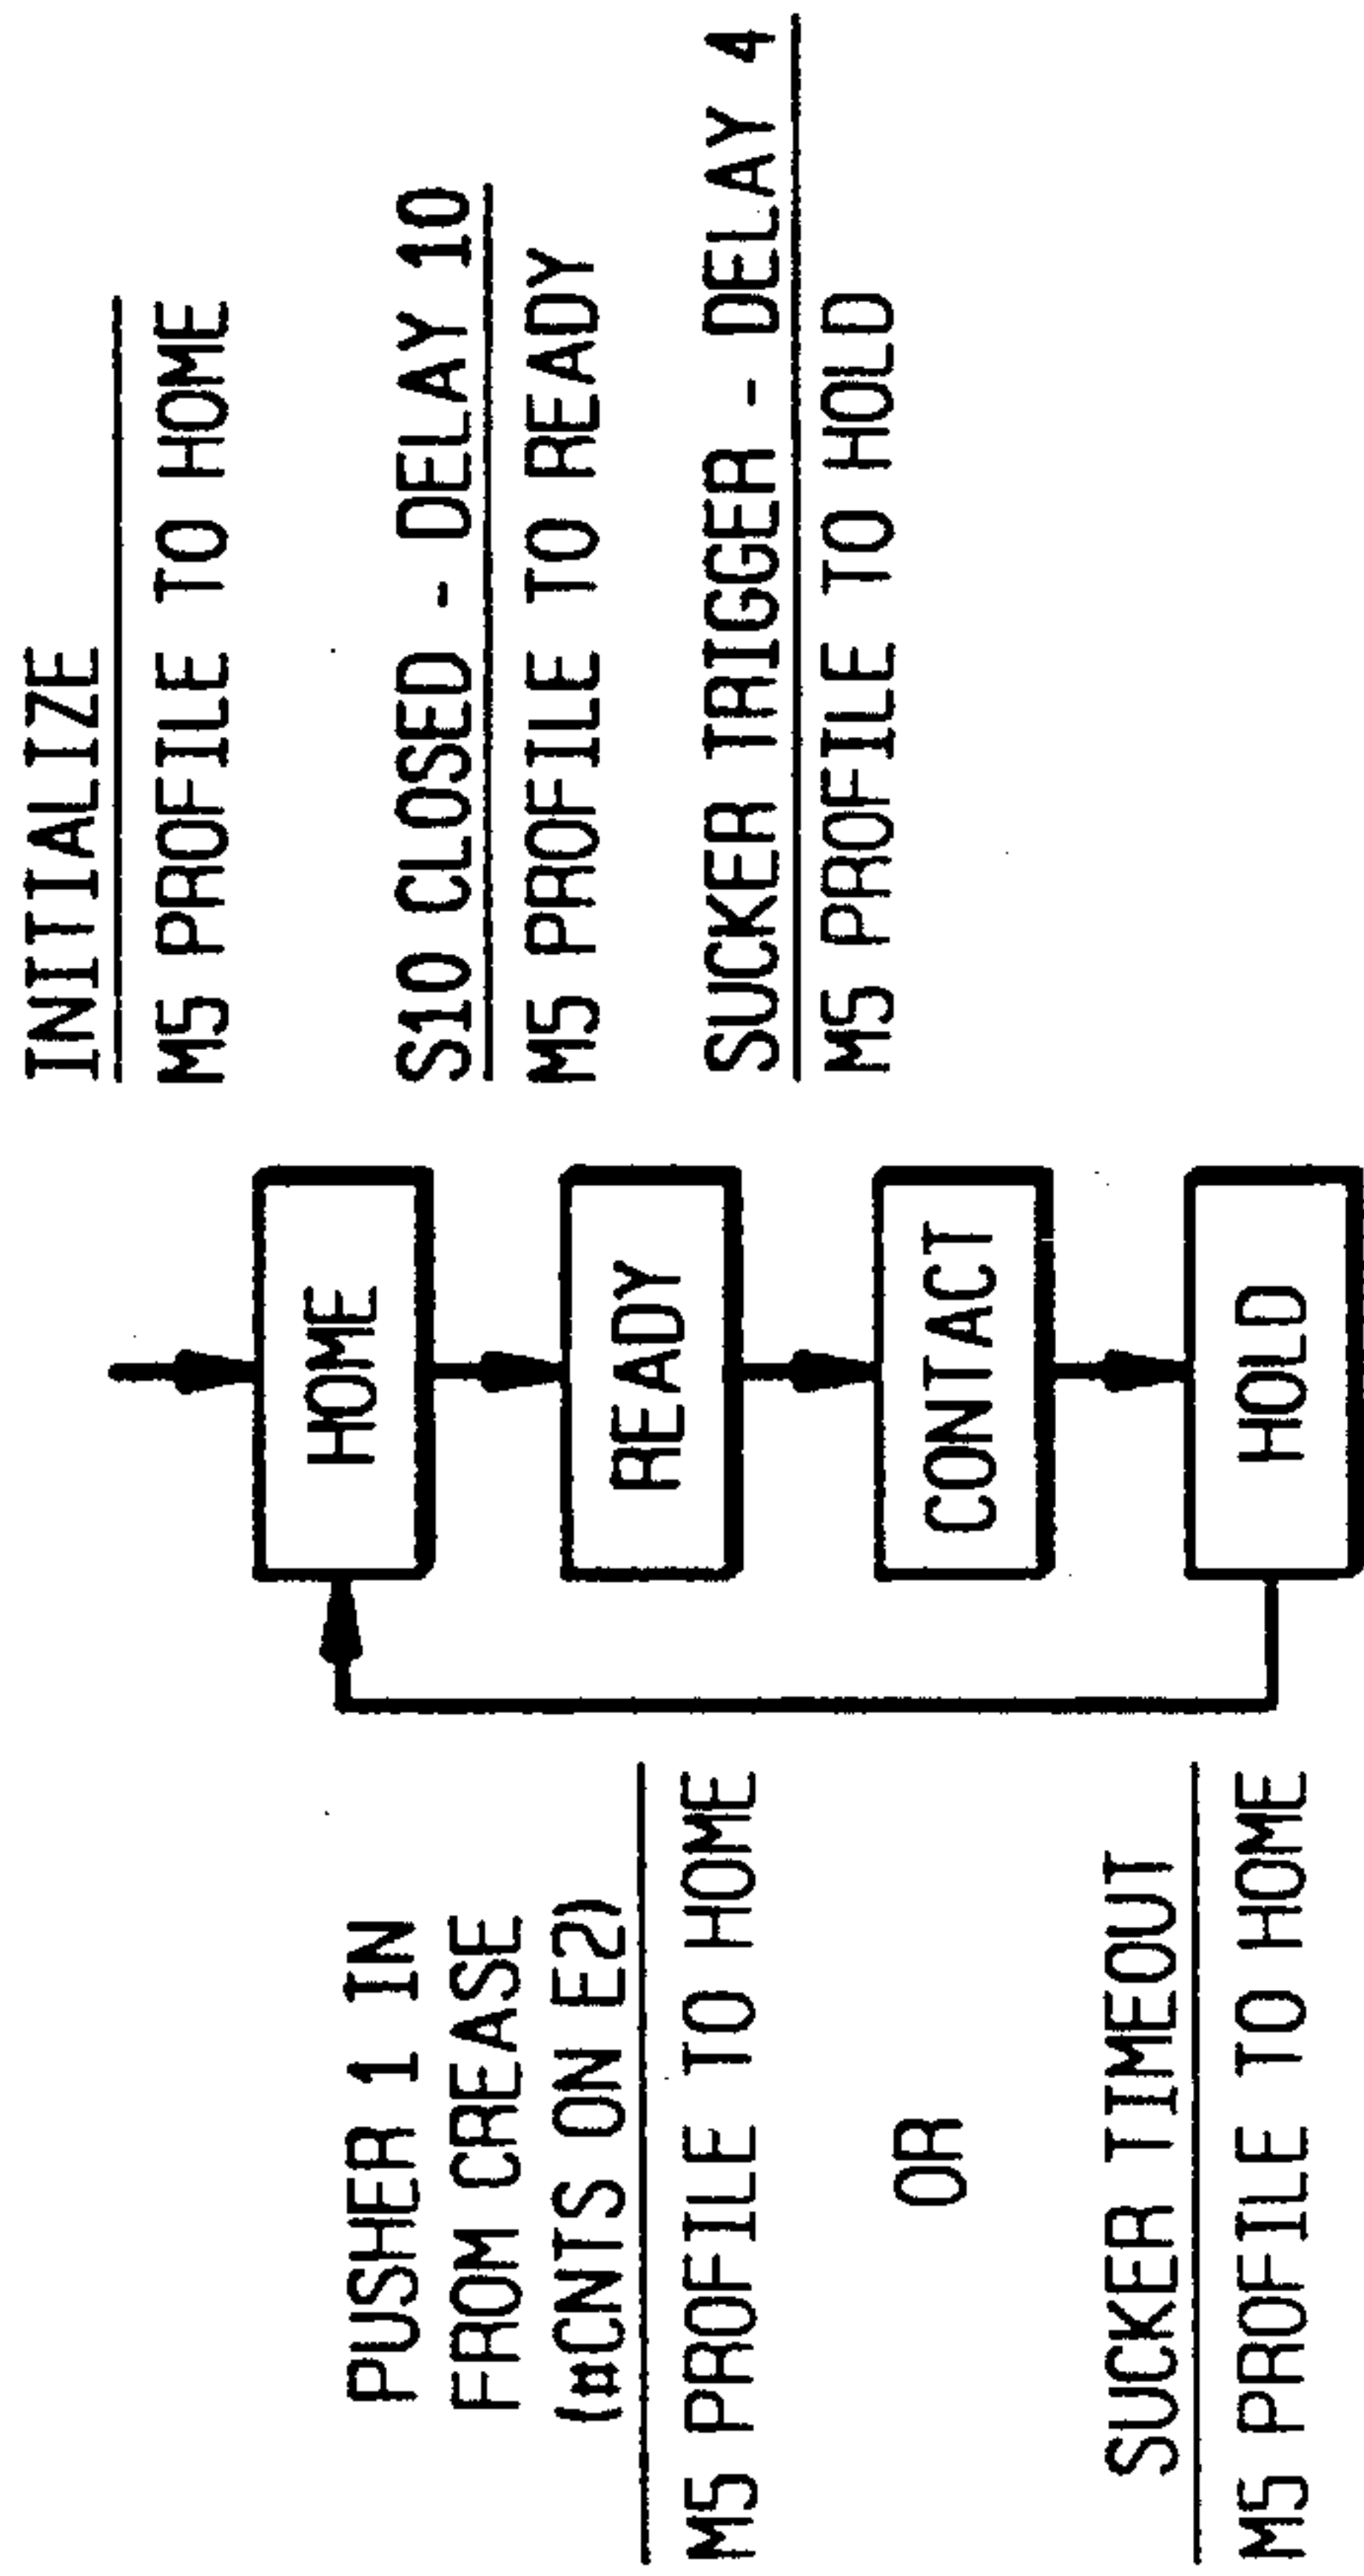 INITIALIZE
M5 PROFILE TO HOME
HOME
S10 CLOSED - DELAY 10
M5 PROFILE TO READY
READY
SUCKER TRIGGER - DELAY 4
M5 PROFILE TO HOLD
CONTACT
HOLD
PUSHER 1 IN
FROM CREASE
(#CNTS ON E2)
M5 PROFILE TO HOME
OR
SUCKER TIMEOUT
M5 PROFILE TO HOME